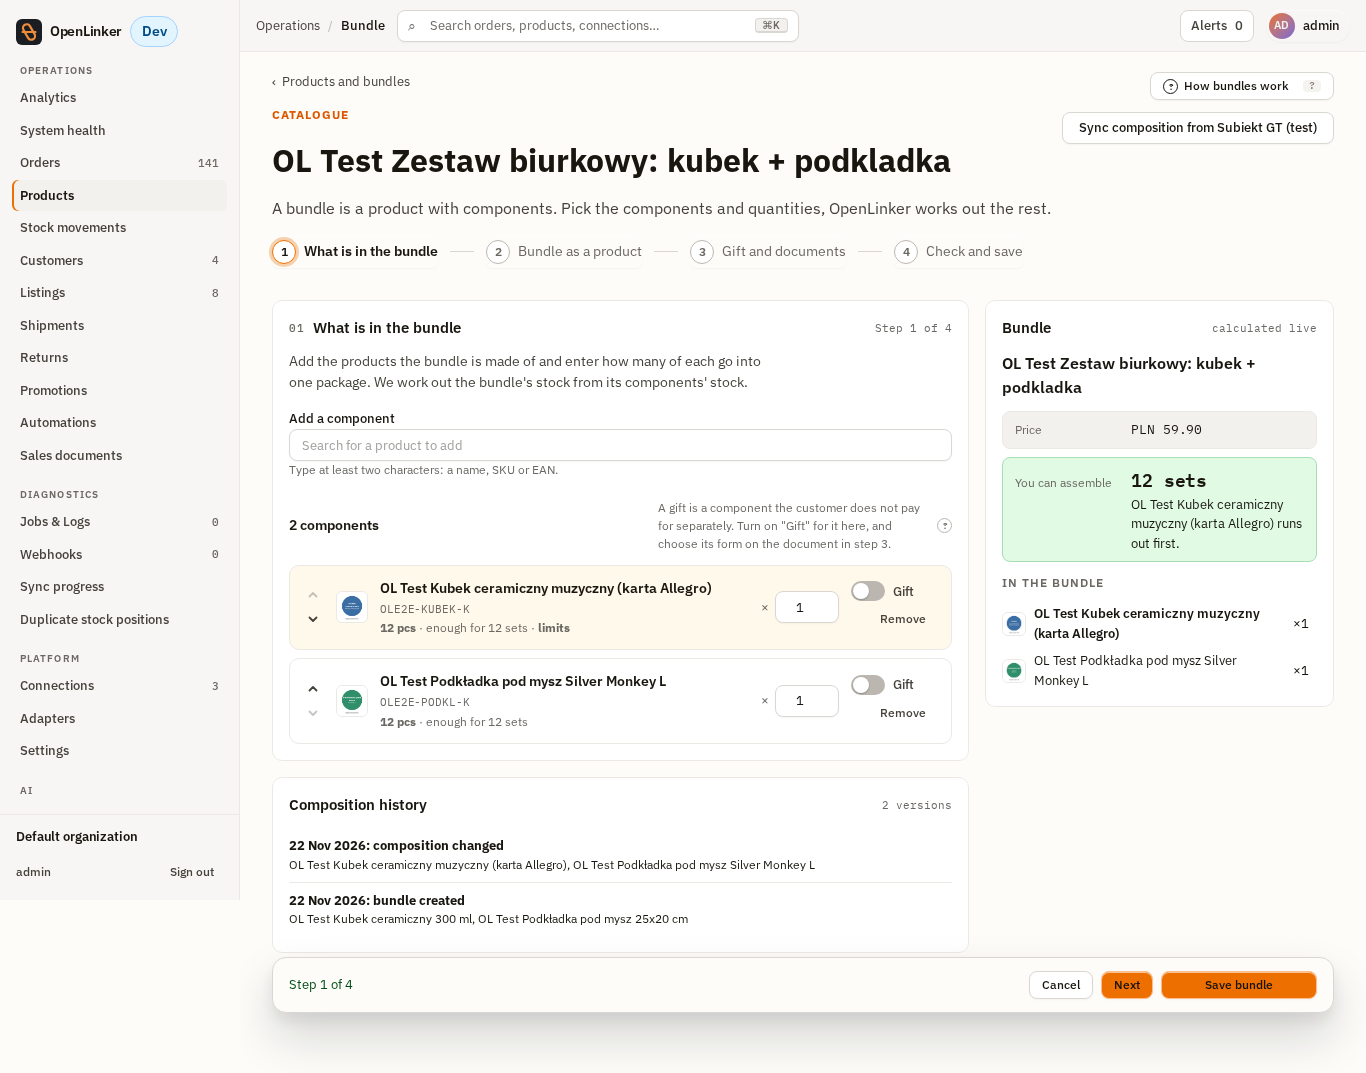 OpenLinker Dev
OPERATIONS
Analytics
System health
Orders 141
Products
Stock movements
Customers 4
Listings 8
Shipments
Returns
Promotions
Automations
Sales documents
DIAGNOSTICS
Jobs & Logs 0
Webhooks 0
Sync progress
Duplicate stock positions
PLATFORM
Connections 3
Adapters
Settings
AI
Default organization
admin Sign out
Operations / Bundle
Search orders, products, connections... ⌘K
Alerts 0
AD admin
‹ Products and bundles
? How bundles work ?
CATALOGUE
Sync composition from Subiekt GT (test)
OL Test Zestaw biurkowy: kubek + podkladka
A bundle is a product with components. Pick the components and quantities, OpenLinker works out the rest.
1 What is in the bundle
2 Bundle as a product
3 Gift and documents
4 Check and save
01 What is in the bundle Step 1 of 4
Add the products the bundle is made of and enter how many of each go into
one package. We work out the bundle's stock from its components' stock.
Add a component
Search for a product to add
Type at least two characters: a name, SKU or EAN.
2 components
A gift is a component the customer does not pay
for separately. Turn on "Gift" for it here, and
choose its form on the document in step 3.
?
OL Test Kubek ceramiczny muzyczny (karta Allegro)
OLE2E-KUBEK-K
12 pcs · enough for 12 sets · limits
× 1
Gift
Remove
OL Test Podkładka pod mysz Silver Monkey L
OLE2E-PODKL-K
12 pcs · enough for 12 sets
× 1
Gift
Remove
Composition history 2 versions
22 Nov 2026: composition changed
OL Test Kubek ceramiczny muzyczny (karta Allegro), OL Test Podkładka pod mysz Silver Monkey L
22 Nov 2026: bundle created
OL Test Kubek ceramiczny 300 ml, OL Test Podkładka pod mysz 25x20 cm
Bundle calculated live
OL Test Zestaw biurkowy: kubek +
podkladka
Price PLN 59.90
You can assemble 12 sets
OL Test Kubek ceramiczny
muzyczny (karta Allegro) runs
out first.
IN THE BUNDLE
OL Test Kubek ceramiczny muzyczny
(karta Allegro)
×1
OL Test Podkładka pod mysz Silver
Monkey L
×1
Step 1 of 4
Cancel
Next
Save bundle